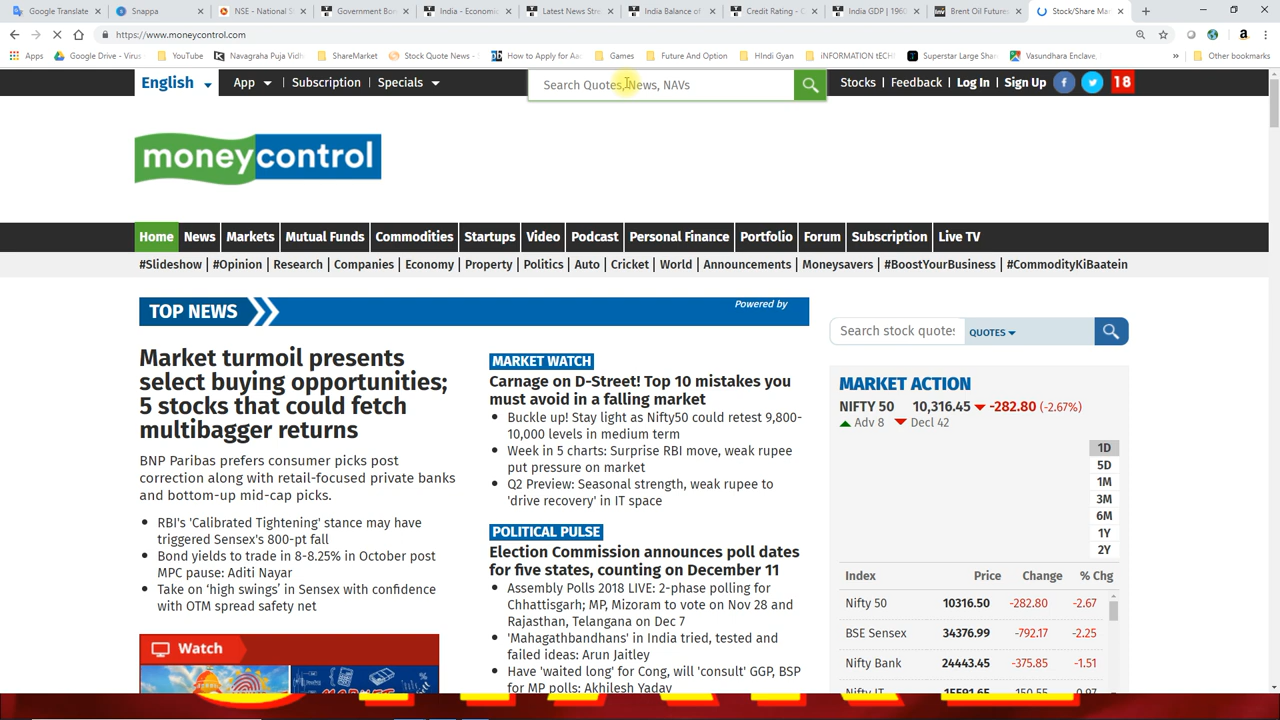 Google Translate
Snappa
NSE - National S
Government Bon
India - Economic
Latest News Stre
India Balance of
Credit Rating - C
India GDP | 1960
Brent Oil Futures
Stock/Share Mar
https://www.moneycontrol.com
Apps
Google Drive - Virus
YouTube
Navagraha Puja Vidh
ShareMarket
Stock Quote News -
How to Apply for Aad
Games
Future And Option
HIndi Gyan
iNFORMATION tECH
Superstar Large Shar
Vasundhara Enclave,
Other bookmarks
English App Subscription Specials
Search Quotes, News, NAVs
Stocks | Feedback | Log In | Sign Up
18
moneycontrol
Home News Markets Mutual Funds Commodities Startups Video Podcast Personal Finance Portfolio Forum Subscription Live TV
#Slideshow | #Opinion | Research | Companies | Economy | Property | Politics | Auto | Cricket | World | Announcements | Moneysavers | #BoostYourBusiness | #CommodityKiBaatein
TOP NEWS
Powered by
Market turmoil presents
select buying opportunities;
5 stocks that could fetch
multibagger returns
BNP Paribas prefers consumer picks post
correction along with retail-focused private banks
and bottom-up mid-cap picks.
RBI's 'Calibrated Tightening' stance may have
triggered Sensex's 800-pt fall
Bond yields to trade in 8-8.25% in October post
MPC pause: Aditi Nayar
Take on 'high swings' in Sensex with confidence
with OTM spread safety net
Watch
MARKET WATCH
Carnage on D-Street! Top 10 mistakes you
must avoid in a falling market
Buckle up! Stay light as Nifty50 could retest 9,800-
10,000 levels in medium term
Week in 5 charts: Surprise RBI move, weak rupee
put pressure on market
Q2 Preview: Seasonal strength, weak rupee to
'drive recovery' in IT space
POLITICAL PULSE
Election Commission announces poll dates
for five states, counting on December 11
Assembly Polls 2018 LIVE: 2-phase polling for
Chhattisgarh; MP, Mizoram to vote on Nov 28 and
Rajasthan, Telangana on Dec 7
'Mahagathbandhans' in India tried, tested and
failed ideas: Arun Jaitley
Have 'waited long' for Cong, will 'consult' GGP, BSP
for MP polls: Akhilesh Yadav
Search stock quotes
QUOTES
MARKET ACTION
NIFTY 50 10,316.45 -282.80 (-2.67%)
Adv 8 Decl 42
1D
5D
1M
3M
6M
1Y
2Y
Index Price Change % Chg
Nifty 50 10316.50 -282.80 -2.67
BSE Sensex 34376.99 -792.17 -2.25
Nifty Bank 24443.45 -375.85 -1.51
Nifty IT 15581.65 150.55 0.97